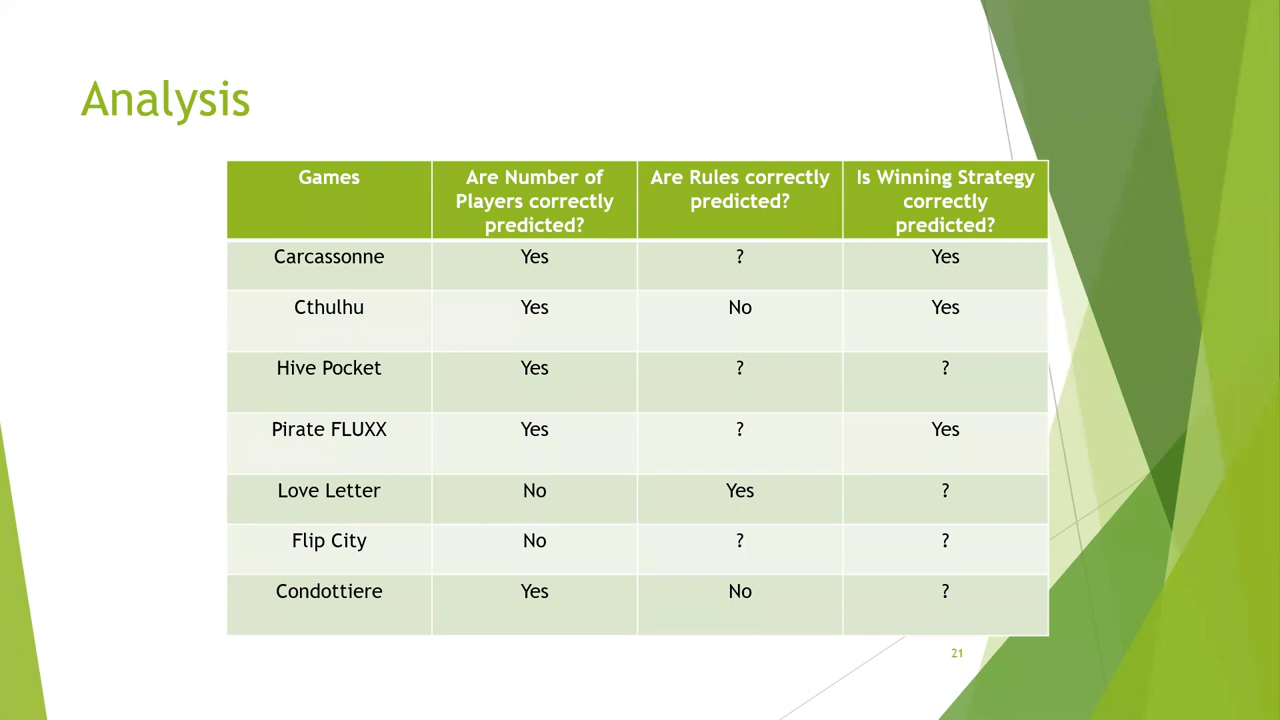 Analysis
Games
Are Number of
Players correctly
predicted?
Are Rules correctly
predicted?
Is Winning Strategy
correctly
predicted?
Carcassonne Yes ? Yes
Cthulhu Yes No Yes
Hive Pocket Yes ? ?
Pirate FLUXX Yes ? Yes
Love Letter No Yes ?
Flip City No ? ?
Condottiere Yes No ?
21